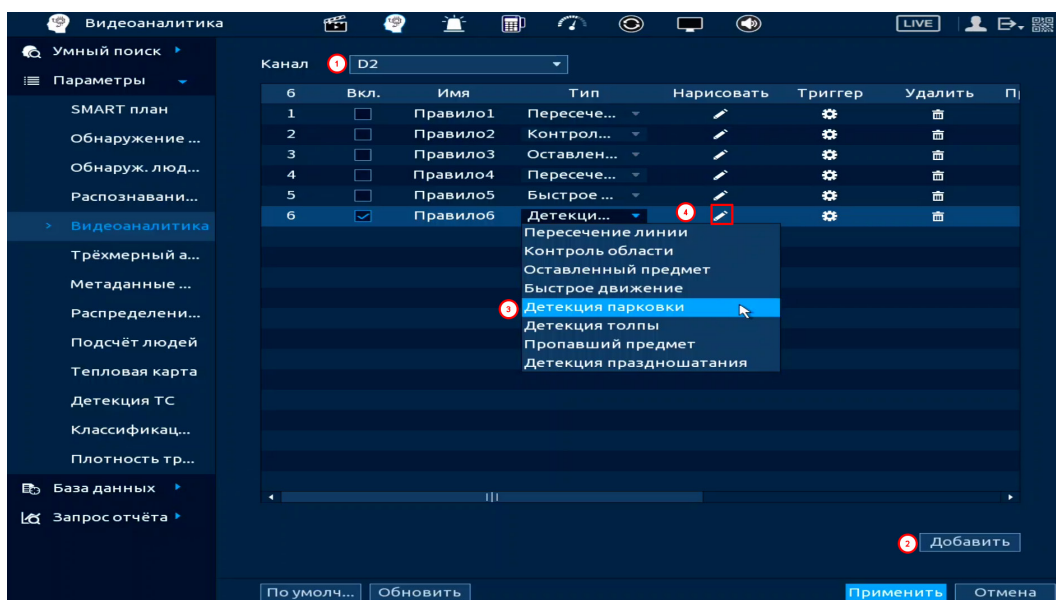 Видеоаналитика LIVE
Умный поиск
Параметры
SMART план
Обнаружение ...
Обнаруж. люд...
Распознавани...
Видеоаналитика
Трёхмерный а...
Метаданные ...
Распределени...
Подсчёт людей
Тепловая карта
Детекция ТС
Классификац...
Плотность тр...
База данных
Запрос отчёта
Канал 1 D2
6 Вкл. Имя Тип Нарисовать Триггер Удалить П
1 Правило1 Пересече...
2 Правило2 Контрол...
3 Правило3 Оставлен...
4 Правило4 Пересече...
5 Правило5 Быстрое ...
6 Правило6 Детекци... 4
Пересечение линии
Контроль области
Оставленный предмет
Быстрое движение
3 Детекция парковки
Детекция толпы
Пропавший предмет
Детекция праздношатания
2 Добавить
По умолч... Обновить Применить Отмена